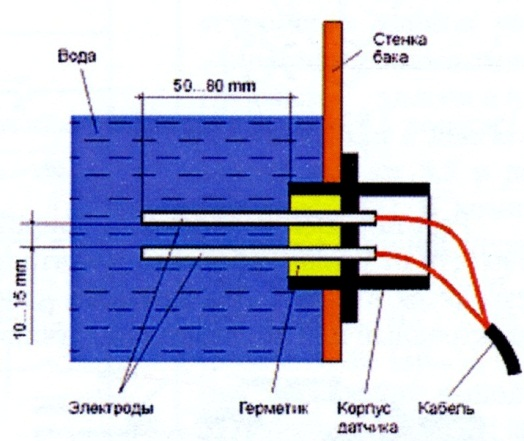 Стенка
бака
Вода
50...80 mm
10...15 mm
Электроды
Герметик
Корпус
датчика
Кабель